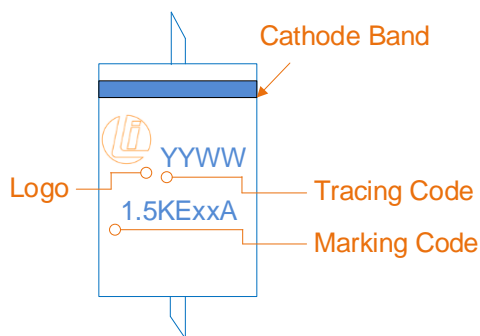 Cathode Band
YYWW
Logo
Tracing Code
1.5KExxA
Marking Code